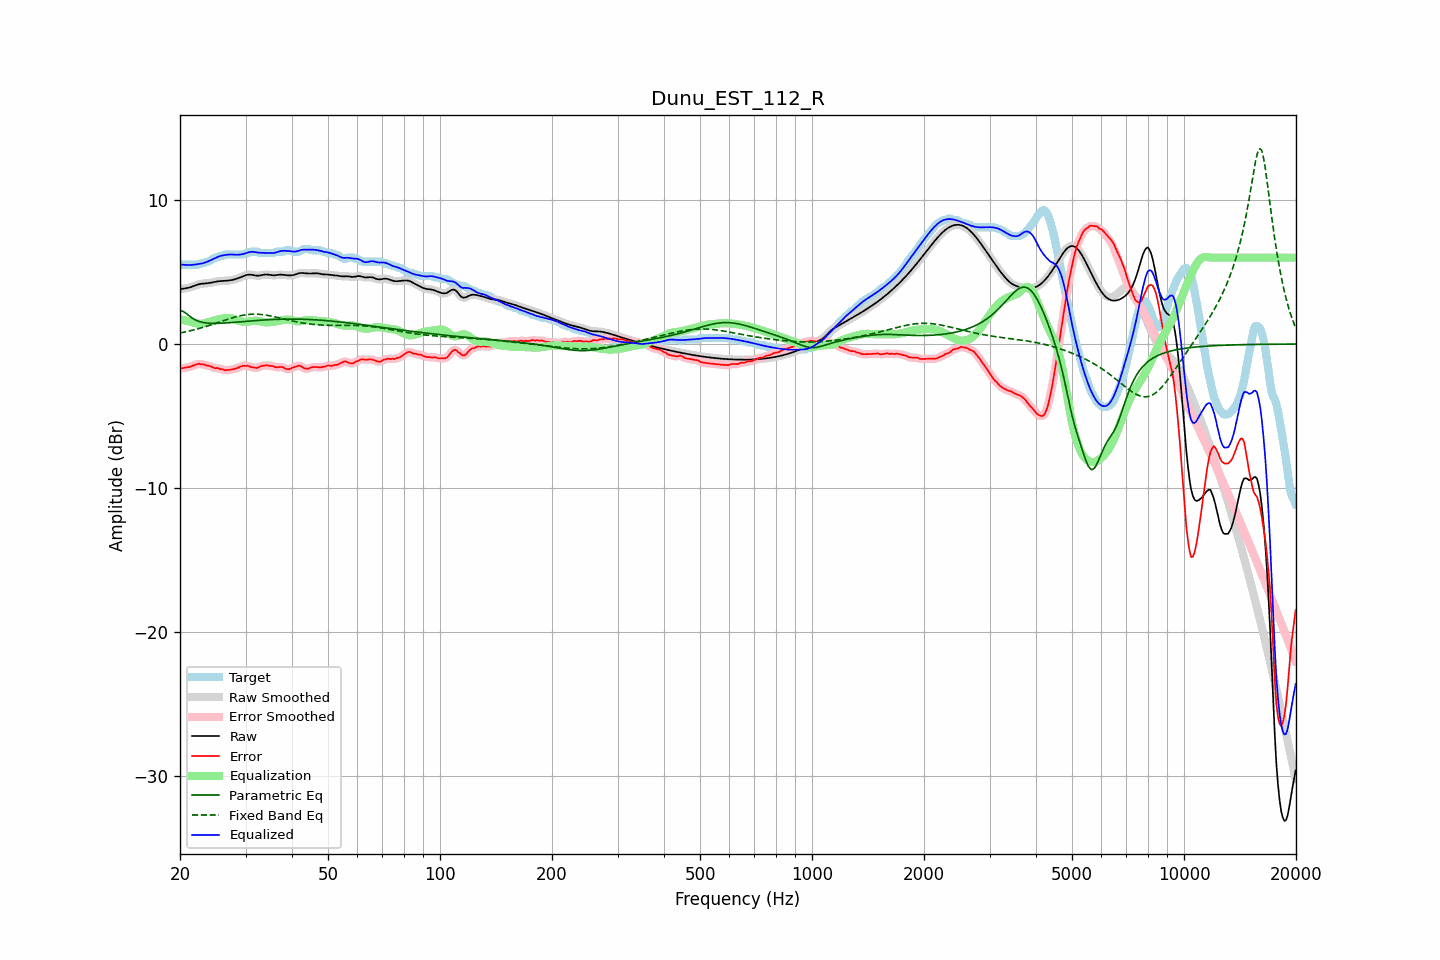 Dunu_EST_112_R
10
0
−10
−20
−30
Amplitude (dBr)
20
50
100
200
500
1000
2000
5000
10000
20000
Frequency (Hz)
Target
Raw Smoothed
Error Smoothed
Raw
Error
Equalization
Parametric Eq
Fixed Band Eq
Equalized